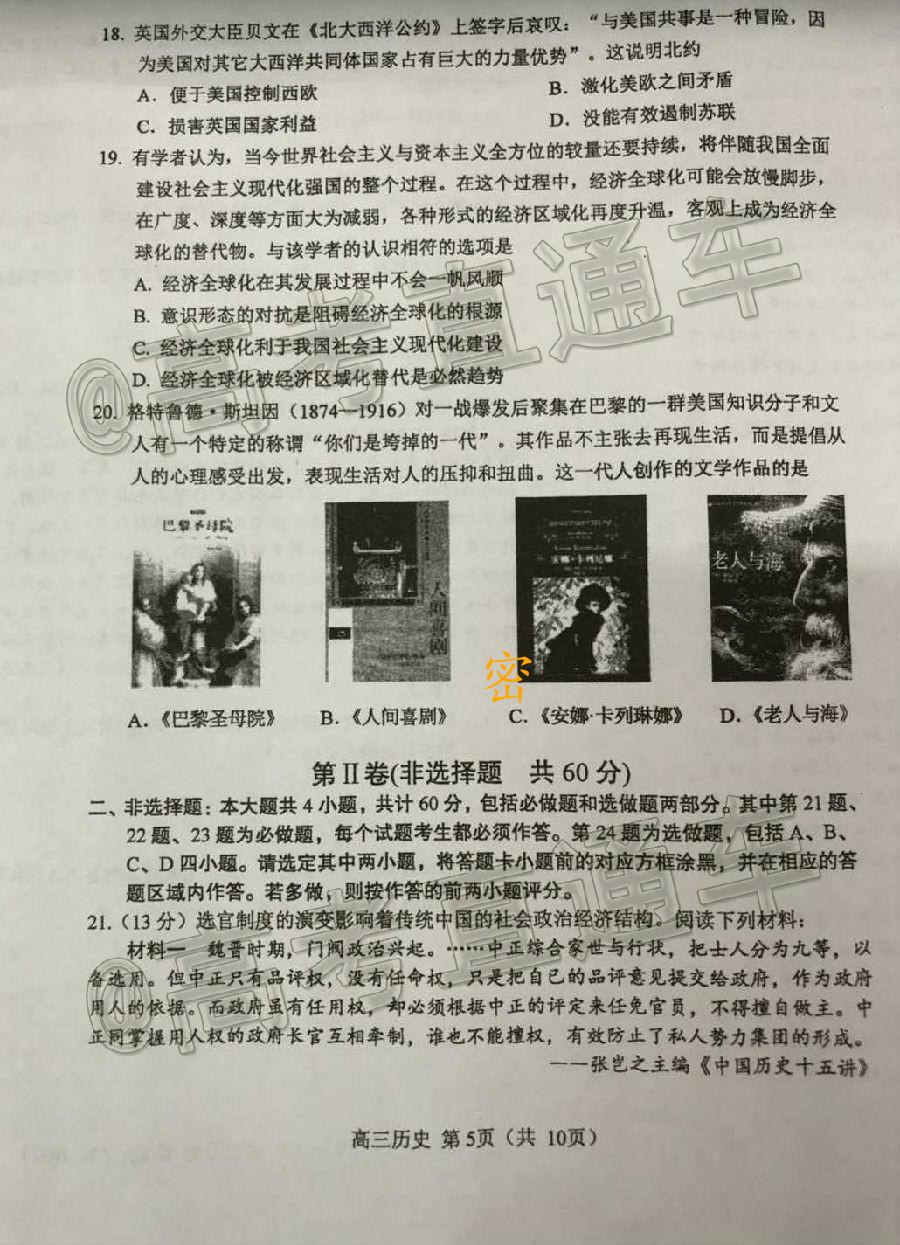 18. 英国外交大臣贝文在《北大西洋公约》上签字后哀叹：“与美国共事是一种冒险，因
为美国对其它大西洋共同体国家占有巨大的力量优势”。这说明北约
A．便于美国控制西欧 B．激化美欧之间矛盾
C．损害英国国家利益 D．没能有效遏制苏联
19. 有学者认为，当今世界社会主义与资本主义全方位的较量还要持续，将伴随我国全面
建设社会主义现代化强国的整个过程。在这个过程中，经济全球化可能会放慢脚步，
在广度、深度等方面大为减弱，各种形式的经济区域化再度升温，客观上成为经济全
球化的替代物。与该学者的认识相符的选项是
A. 经济全球化在其发展过程中不会一帆风顺
B. 意识形态的对抗是阻碍经济全球化的根源
C. 经济全球化利于我国社会主义现代化建设
D. 经济全球化被经济区域化替代是必然趋势
20. 格特鲁德·斯坦因（1874—1916）对一战爆发后聚集在巴黎的一群美国知识分子和文
人有一个特定的称谓“你们是垮掉的一代”。其作品不主张去再现生活，而是提倡从
人的心理感受出发，表现生活对人的压抑和扭曲。这一代人创作的文学作品的是
巴黎圣母院
人间喜剧
安娜·卡列尼娜
老人与海
密
A．《巴黎圣母院》 B．《人间喜剧》 C．《安娜·卡列琳娜》 D．《老人与海》
第Ⅱ卷(非选择题 共 60 分)
二、非选择题：本大题共 4 小题，共计 60 分，包括必做题和选做题两部分。其中第 21 题、
22 题、23 题为必做题，每个试题考生都必须作答。第 24 题为选做题，包括 A、B、
C、D 四小题。请选定其中两小题，将答题卡小题前的对应方框涂黑，并在相应的答
题区域内作答。若多做，则按作答的前两小题评分。
21.（13 分）选官制度的演变影响着传统中国的社会政治经济结构。阅读下列材料：
材料一 魏晋时期，门阀政治兴起。……中正综合家世与行状，把士人分为九等，以
备选用。但中正只有品评权，没有任命权，只是把自己的品评意见提交给政府，作为政府
用人的依据。而政府虽有任用权，却必须根据中正的评定来任免官员，不得擅自做主。中
正同掌握用人权的政府长官互相牵制，谁也不能擅权，有效防止了私人势力集团的形成。
——张岂之主编《中国历史十五讲》
高三历史 第 5页（共 10页）
@高考直通车
@高考直通车